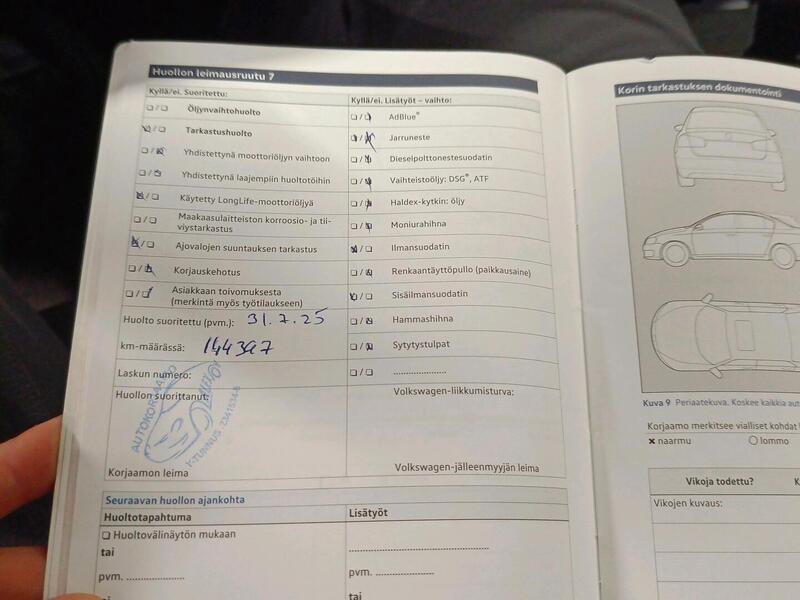 Huollon leimausruutu 7
Kyllä/ei. Suoritettu:
Öljynvaihtohuolto
Tarkastushuolto
Yhdistettynä moottoriöljyn vaihtoon
Yhdistettynä laajempiin huoltotöihin
Käytetty LongLife-moottoriöljyä
Maakaasulaitteiston korroosio- ja tii-
viystarkastus
Ajovalojen suuntauksen tarkastus
Korjauskehotus
Asiakkaan toivomuksesta
(merkintä myös työtilaukseen)
Huolto suoritettu (pvm.): 31.7.25
km-määrässä: 144397
Laskun numero:
Huollon suorittanut:
AUTOKORJAAMO
Y-TUNNUS
Korjaamon leima
Kyllä/ei. Lisätyöt – vaihto:
AdBlue®
Jarruneste
Dieselpolttonestesuodatin
Vaihteistoöljy: DSG®, ATF
Haldex-kytkin: öljy
Moniurahihna
Ilmansuodatin
Renkaantäyttöpullo (paikkausaine)
Sisäilmansuodatin
Hammashihna
Sytytystulpat
Volkswagen-liikkumisturva:
Volkswagen-jälleenmyyjän leima
Seuraavan huollon ajankohta
Huoltotapahtuma
Huoltovälinäytön mukaan
tai
pvm.
Lisätyöt
pvm.
tai
Korin tarkastuksen dokumentointi
Kuva 9 Periaatekuva. Koskee kaikkia
Korjaamo merkitsee vialliset kohdat
naarmu
lommo
Vikoja todettu?
Vikojen kuvaus: